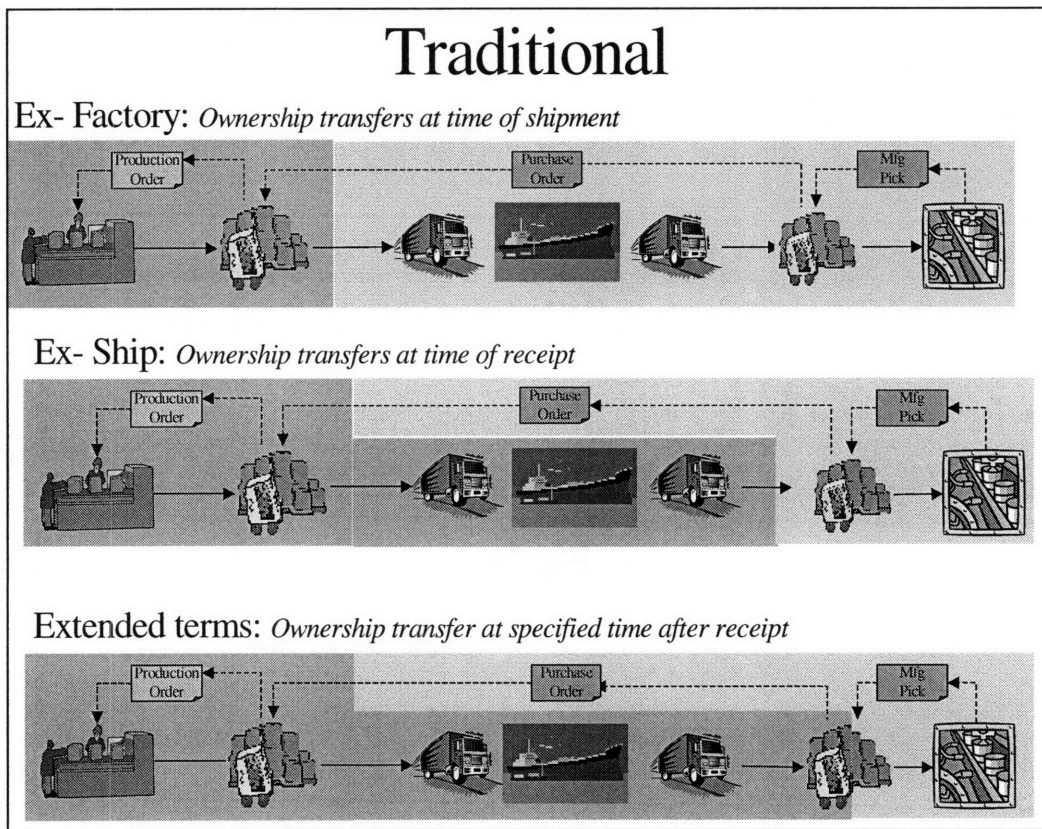 Traditional
Ex- Factory: Ownership transfers at time of shipment
Production
Order
Purchase
Order
Mfg
Pick
Ex- Ship: Ownership transfers at time of receipt
Production
Order
Purchase
Order
Mfg
Pick
Extended terms: Ownership transfer at specified time after receipt
Production
Order
Purchase
Order
Mfg
Pick